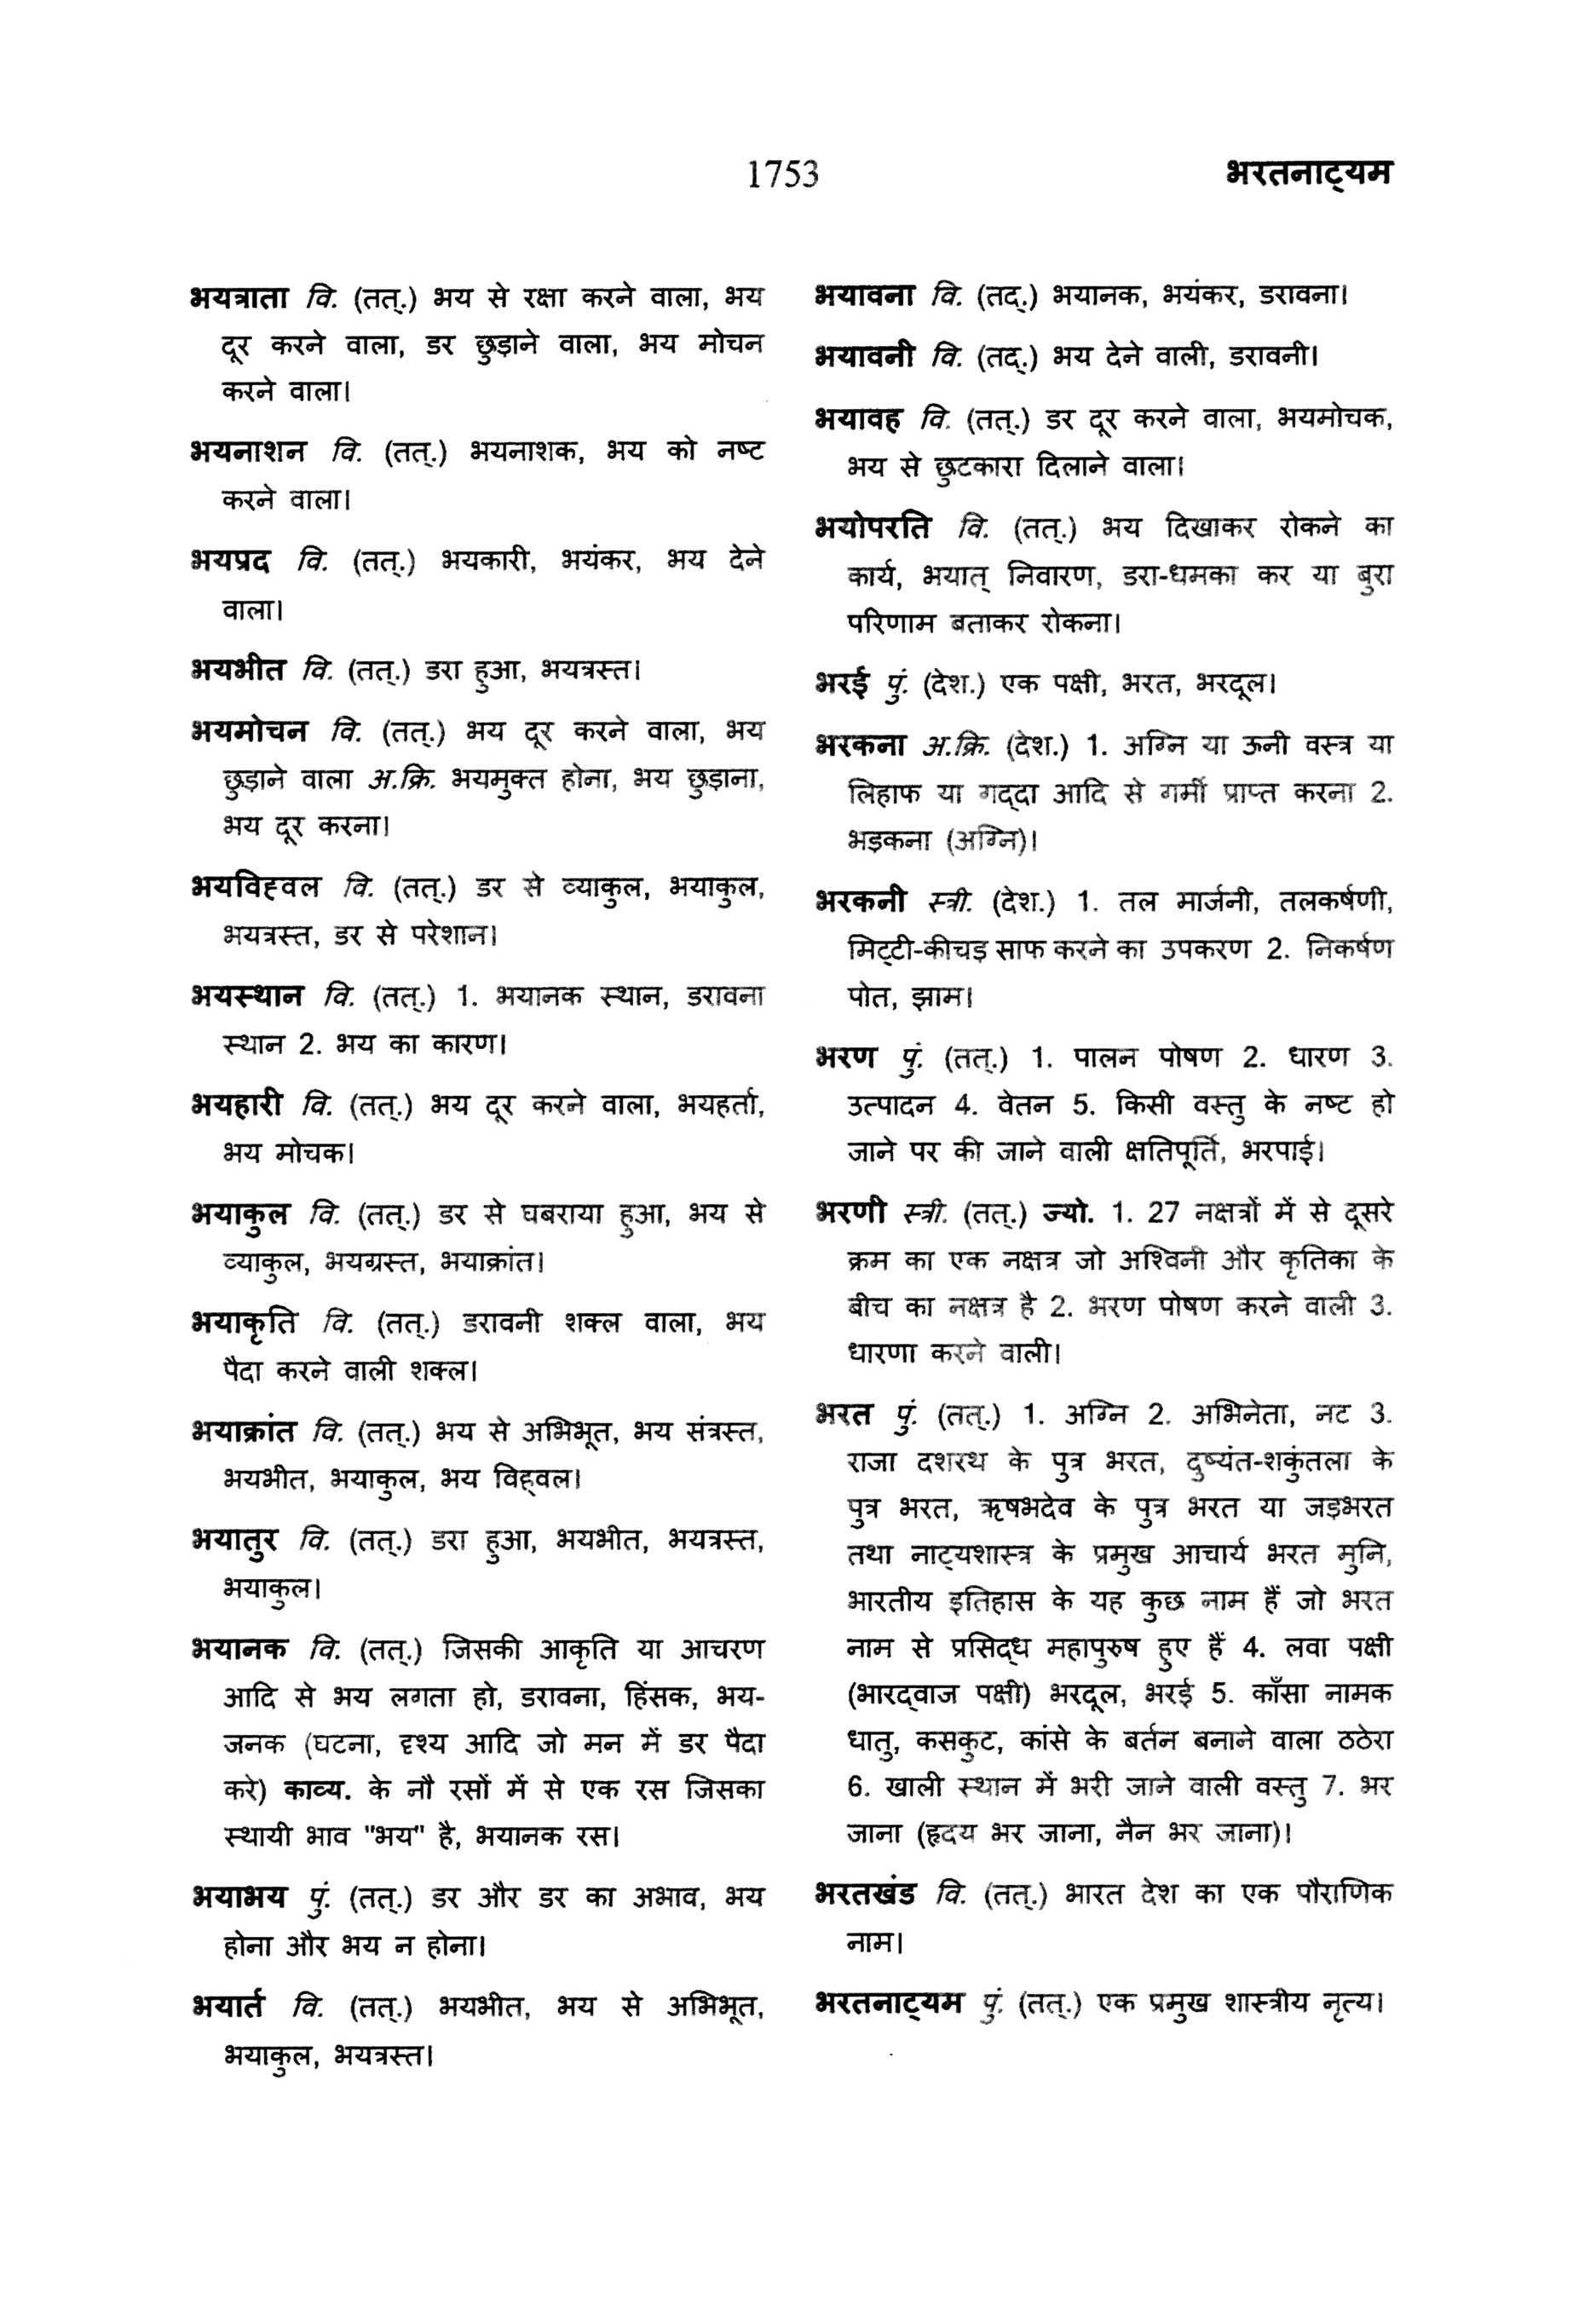 1753
भरतनाट्यम
भयत्राता वि. (तत्.) भय से रक्षा करने वाला, भय
दूर करने वाला, डर छुड़ाने वाला, भय मोचन
करने वाला।
भयनाशन वि. (तत्.) भयनाशक, भय को नष्ट
करने वाला।
भयप्रद वि. (तत्.) भयकारी, भयंकर, भय देने
वाला।
भयभीत वि. (तत्.) डरा हुआ, भयत्रस्त।
भयमोचन वि. (तत्.) भय दूर करने वाला, भय
छुड़ाने वाला अ.क्रि. भयमुक्त होना, भय छुड़ाना,
भय दूर करना।
भयविह्वल वि. (तत्.) डर से व्याकुल, भयाकुल,
भयत्रस्त, डर से परेशान।
भयस्थान वि. (तत्.) 1. भयानक स्थान, डरावना
स्थान 2. भय का कारण।
भयहारी वि. (तत्.) भय दूर करने वाला, भयहर्ता,
भय मोचक।
भयाकुल वि. (तत्.) डर से घबराया हुआ, भय से
व्याकुल, भयग्रस्त, भयाक्रांत।
भयाकृति वि. (तत्.) डरावनी शक्ल वाला, भय
पैदा करने वाली शक्ल।
भयाक्रांत वि. (तत्.) भय से अभिभूत, भय संत्रस्त,
भयभीत, भयाकुल, भय विह्वल।
भयातुर वि. (तत्.) डरा हुआ, भयभीत, भयत्रस्त,
भयाकुल।
भयानक वि. (तत्.) जिसकी आकृति या आचरण
आदि से भय लगता हो, डरावना, हिंसक, भय-
जनक (घटना, दृश्य आदि जो मन में डर पैदा
करे) काव्य. के नौ रसों में से एक रस जिसका
स्थायी भाव "भय" है, भयानक रस।
भयाभय पुं. (तत्.) डर और डर का अभाव, भय
होना और भय न होना।
भयार्त वि. (तत्.) भयभीत, भय से अभिभूत,
भयाकुल, भयत्रस्त।
भयावना वि. (तद्.) भयानक, भयंकर, डरावना।
भयावनी वि. (तद्.) भय देने वाली, डरावनी।
भयावह वि. (तत्.) डर दूर करने वाला, भयमोचक,
भय से छुटकारा दिलाने वाला।
भयोपरति वि. (तत्.) भय दिखाकर रोकने का
कार्य, भयात् निवारण, डरा-धमका कर या बुरा
परिणाम बताकर रोकना।
भरई पुं. (देश.) एक पक्षी, भरत, भरदूल।
भरकना अ.क्रि. (देश.) 1. अग्नि या ऊनी वस्त्र या
लिहाफ या गद्दा आदि से गर्मी प्राप्त करना 2.
भड़कना (अग्नि)।
भरकनी स्त्री. (देश.) 1. तल मार्जनी, तलकर्षणी,
मिट्टी-कीचड़ साफ करने का उपकरण 2. निकर्षण
पोत, झाम।
भरण पुं. (तत्.) 1. पालन पोषण 2. धारण 3.
उत्पादन 4. वेतन 5. किसी वस्तु के नष्ट हो
जाने पर की जाने वाली क्षतिपूर्ति, भरपाई।
भरणी स्त्री. (तत्.) ज्यो. 1. 27 नक्षत्रों में से दूसरे
क्रम का एक नक्षत्र जो अश्विनी और कृतिका के
बीच का नक्षत्र है 2. भरण पोषण करने वाली 3.
धारणा करने वाली।
भरत पुं. (तत्.) 1. अग्नि 2. अभिनेता, नट 3.
राजा दशरथ के पुत्र भरत, दुष्यंत-शकुंतला के
पुत्र भरत, ऋषभदेव के पुत्र भरत या जड़भरत
तथा नाट्यशास्त्र के प्रमुख आचार्य भरत मुनि,
भारतीय इतिहास के यह कुछ नाम हैं जो भरत
नाम से प्रसिद्ध महापुरुष हुए हैं 4. लवा पक्षी
(भारद्वाज पक्षी) भरदूल, भरई 5. काँसा नामक
धातु, कसकुट, कांसे के बर्तन बनाने वाला ठठेरा
6. खाली स्थान में भरी जाने वाली वस्तु 7. भर
जाना (हृदय भर जाना, नैन भर जाना)।
भरतखंड वि. (तत्.) भारत देश का एक पौराणिक
नाम।
भरतनाट्यम पुं. (तत्.) एक प्रमुख शास्त्रीय नृत्य।